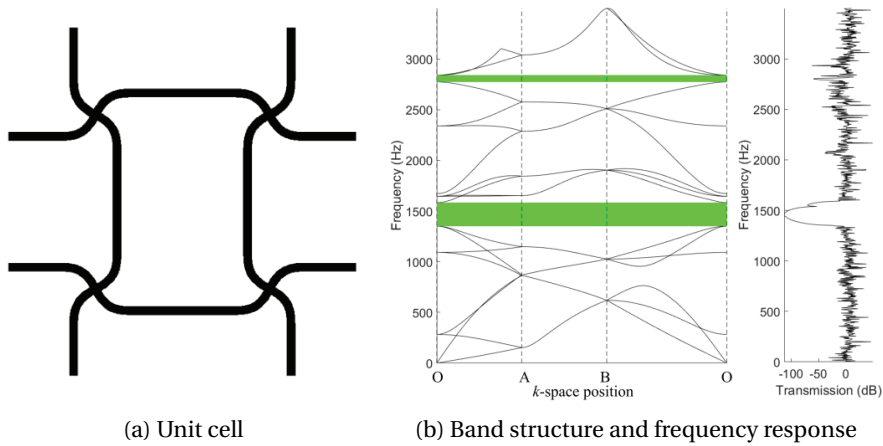 3000
2500
2000
1500
1000
500
0
Frequency (Hz)
O
A
B
O
k-space position
3000
2500
2000
1500
1000
500
0
Frequency (Hz)
-100
-50
0
Transmission (dB)
(a) Unit cell
(b) Band structure and frequency response